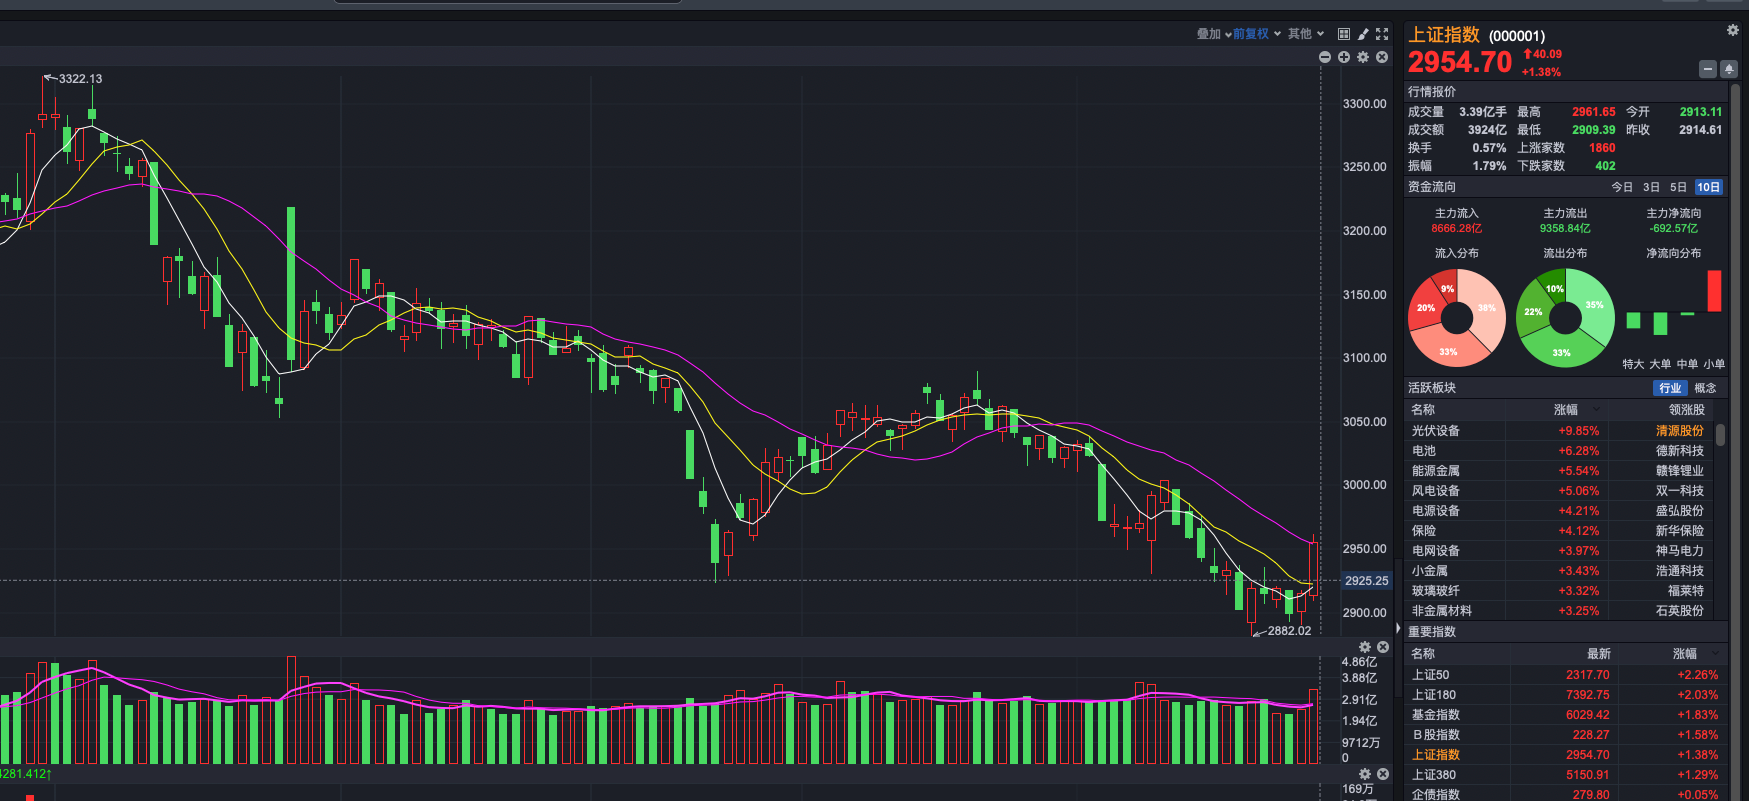 叠加 前复权 其他
3322.13
3300.00
3250.00
3200.00
3150.00
3100.00
3050.00
3000.00
2950.00
2925.25
2900.00
2882.02
4.86亿
3.88亿
2.91亿
1.94亿
9712万
0
4281.412↑
169万
上证指数 (000001)
2954.70 ↑40.09
+1.38%
行情报价
成交量 3.39亿手 最高 2961.65 今开 2913.11
成交额 3924亿 最低 2909.39 昨收 2914.61
换手 0.57% 上涨家数 1860
振幅 1.79% 下跌家数 402
资金流向 今日 3日 5日 10日
主力流入 主力流出 主力净流向
8666.28亿 9358.84亿 -692.57亿
流入分布 流出分布 净流向分布
9% 38% 33% 20%
10% 35% 33% 22%
特大 大单 中单 小单
活跃板块 行业 概念
名称 涨幅 领涨股
光伏设备 +9.85% 清源股份
电池 +6.28% 德新科技
能源金属 +5.54% 赣锋锂业
风电设备 +5.06% 双一科技
电源设备 +4.21% 盛弘股份
保险 +4.12% 新华保险
电网设备 +3.97% 神马电力
小金属 +3.43% 浩通科技
玻璃玻纤 +3.32% 福莱特
非金属材料 +3.25% 石英股份
重要指数
名称 最新 涨幅
上证50 2317.70 +2.26%
上证180 7392.75 +2.03%
基金指数 6029.42 +1.83%
B股指数 228.27 +1.58%
上证指数 2954.70 +1.38%
上证380 5150.91 +1.29%
企债指数 279.80 +0.05%